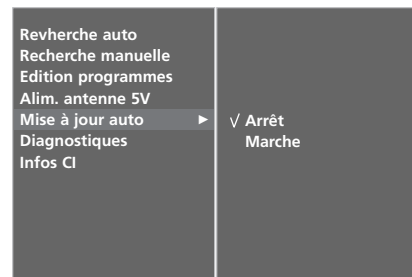 Revherche auto
Recherche manuelle
Edition programmes
Alim. antenne 5V
Mise à jour auto ►
Diagnostiques
Infos CI
√ Arrêt
Marche